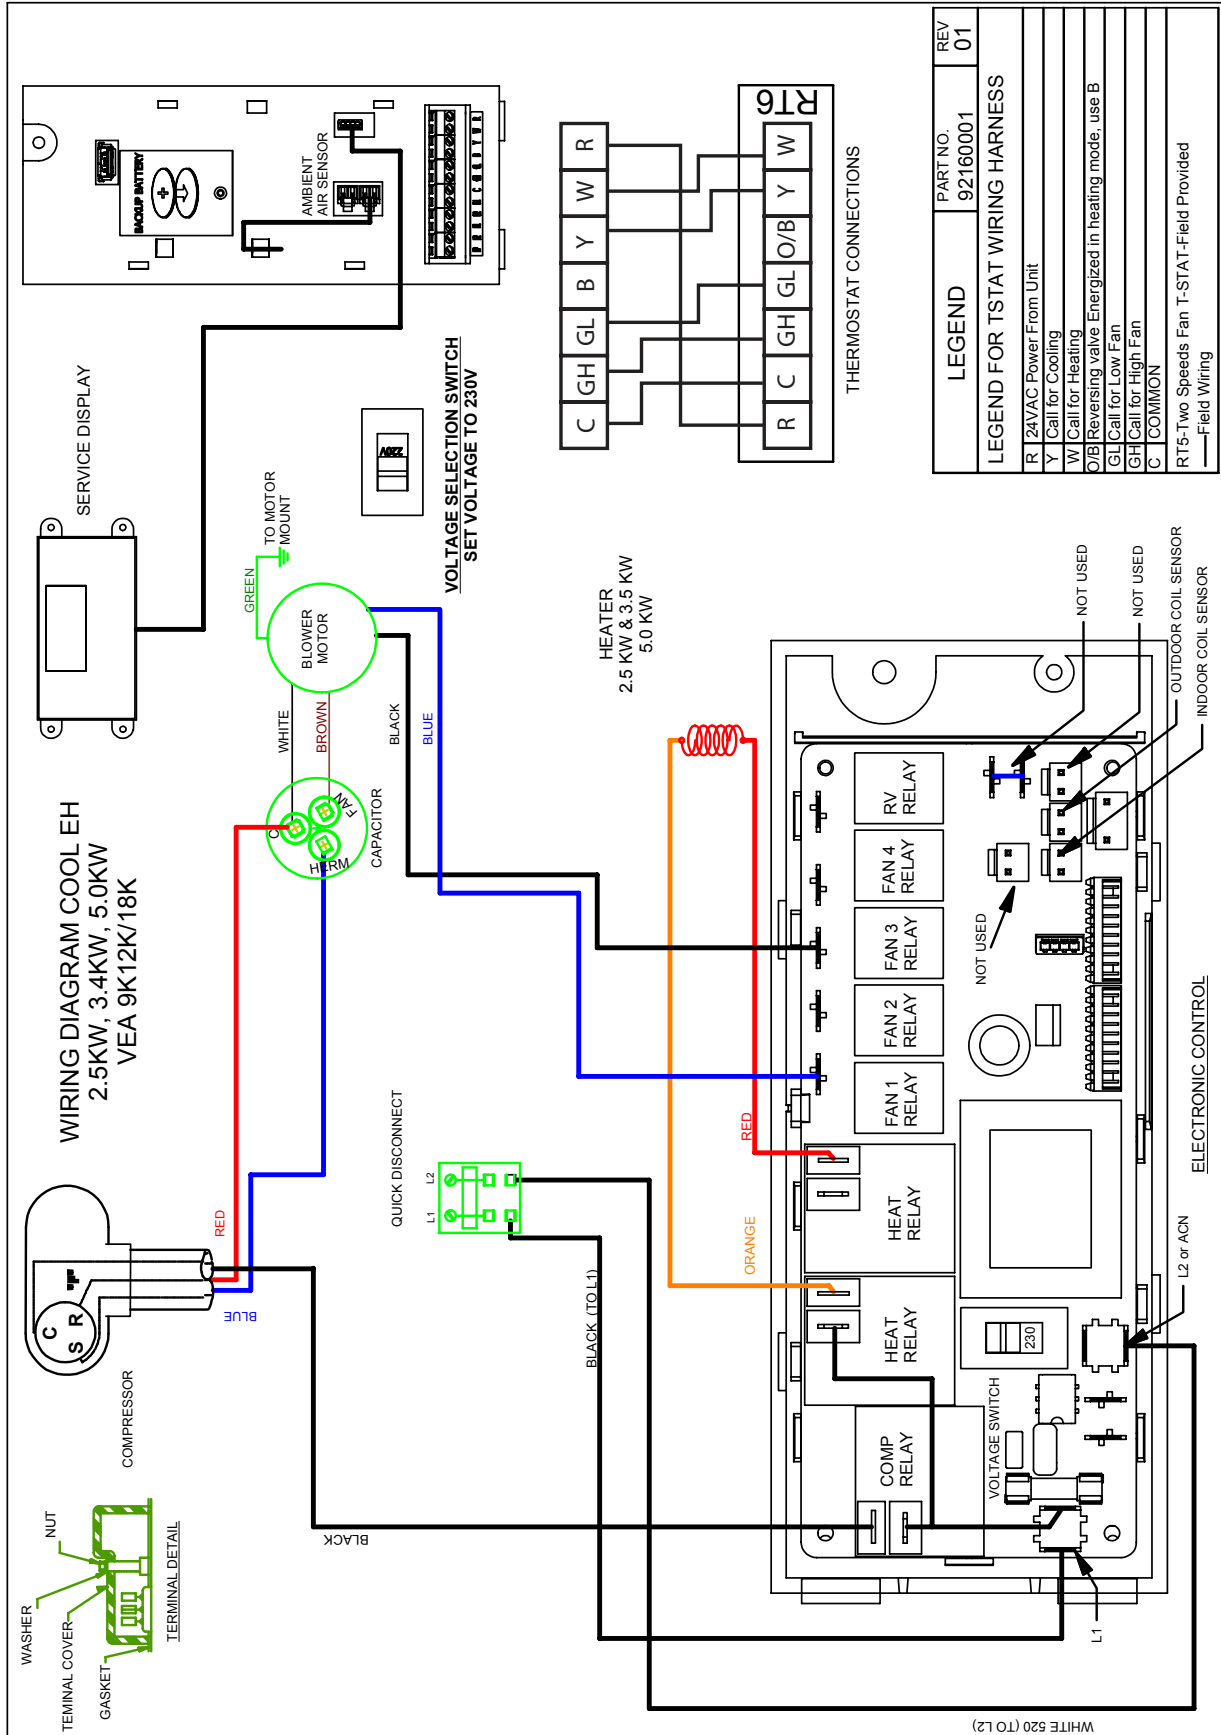 WIRING DIAGRAM COOL EH
2.5KW, 3.4KW, 5.0KW
VEA 9K12K/18K
WASHER
NUT
TEMINAL COVER
GASKET
TERMINAL DETAIL
COMPRESSOR
C
S R
RED
BLUE
BLACK
SERVICE DISPLAY
BACKUP BATTERY
AMBIENT
AIR SENSOR
GREEN
TO MOTOR
MOUNT
BLOWER
MOTOR
WHITE
BROWN
BLACK
BLUE
C
FAN
HERM
CAPACITOR
220V
VOLTAGE SELECTION SWITCH
SET VOLTAGE TO 230V
QUICK DISCONNECT
L1
L2
BLACK (TO L1)
WHITE 520 (TO L2)
HEATER
2.5 KW & 3.5 KW
5.0 KW
ORANGE
RED
COMP
RELAY
HEAT
RELAY
HEAT
RELAY
FAN 1
RELAY
FAN 2
RELAY
FAN 3
RELAY
FAN 4
RELAY
RV
RELAY
VOLTAGE SWITCH
230
L1
L2 or ACN
NOT USED
NOT USED
NOT USED
OUTDOOR COIL SENSOR
INDOOR COIL SENSOR
ELECTRONIC CONTROL
C GH GL B Y W R
R C GH GL O/B Y W
RT6
THERMOSTAT CONNECTIONS
LEGEND
PART NO.
92160001
REV
01
LEGEND FOR TSTAT WIRING HARNESS
R 24VAC Power From Unit
Y Call for Cooling
W Call for Heating
O/B Reversing valve Energized in heating mode, use B
GL Call for Low Fan
GH Call for High Fan
C COMMON
RT5-Two Speeds Fan T-STAT-Field Provided
Field Wiring